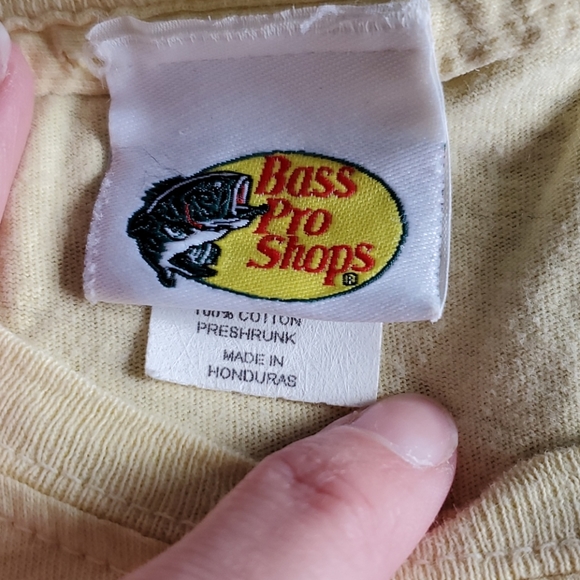 Bass
Pro
Shops®
100% COTTON
PRESHRUNK
MADE IN
HONDURAS